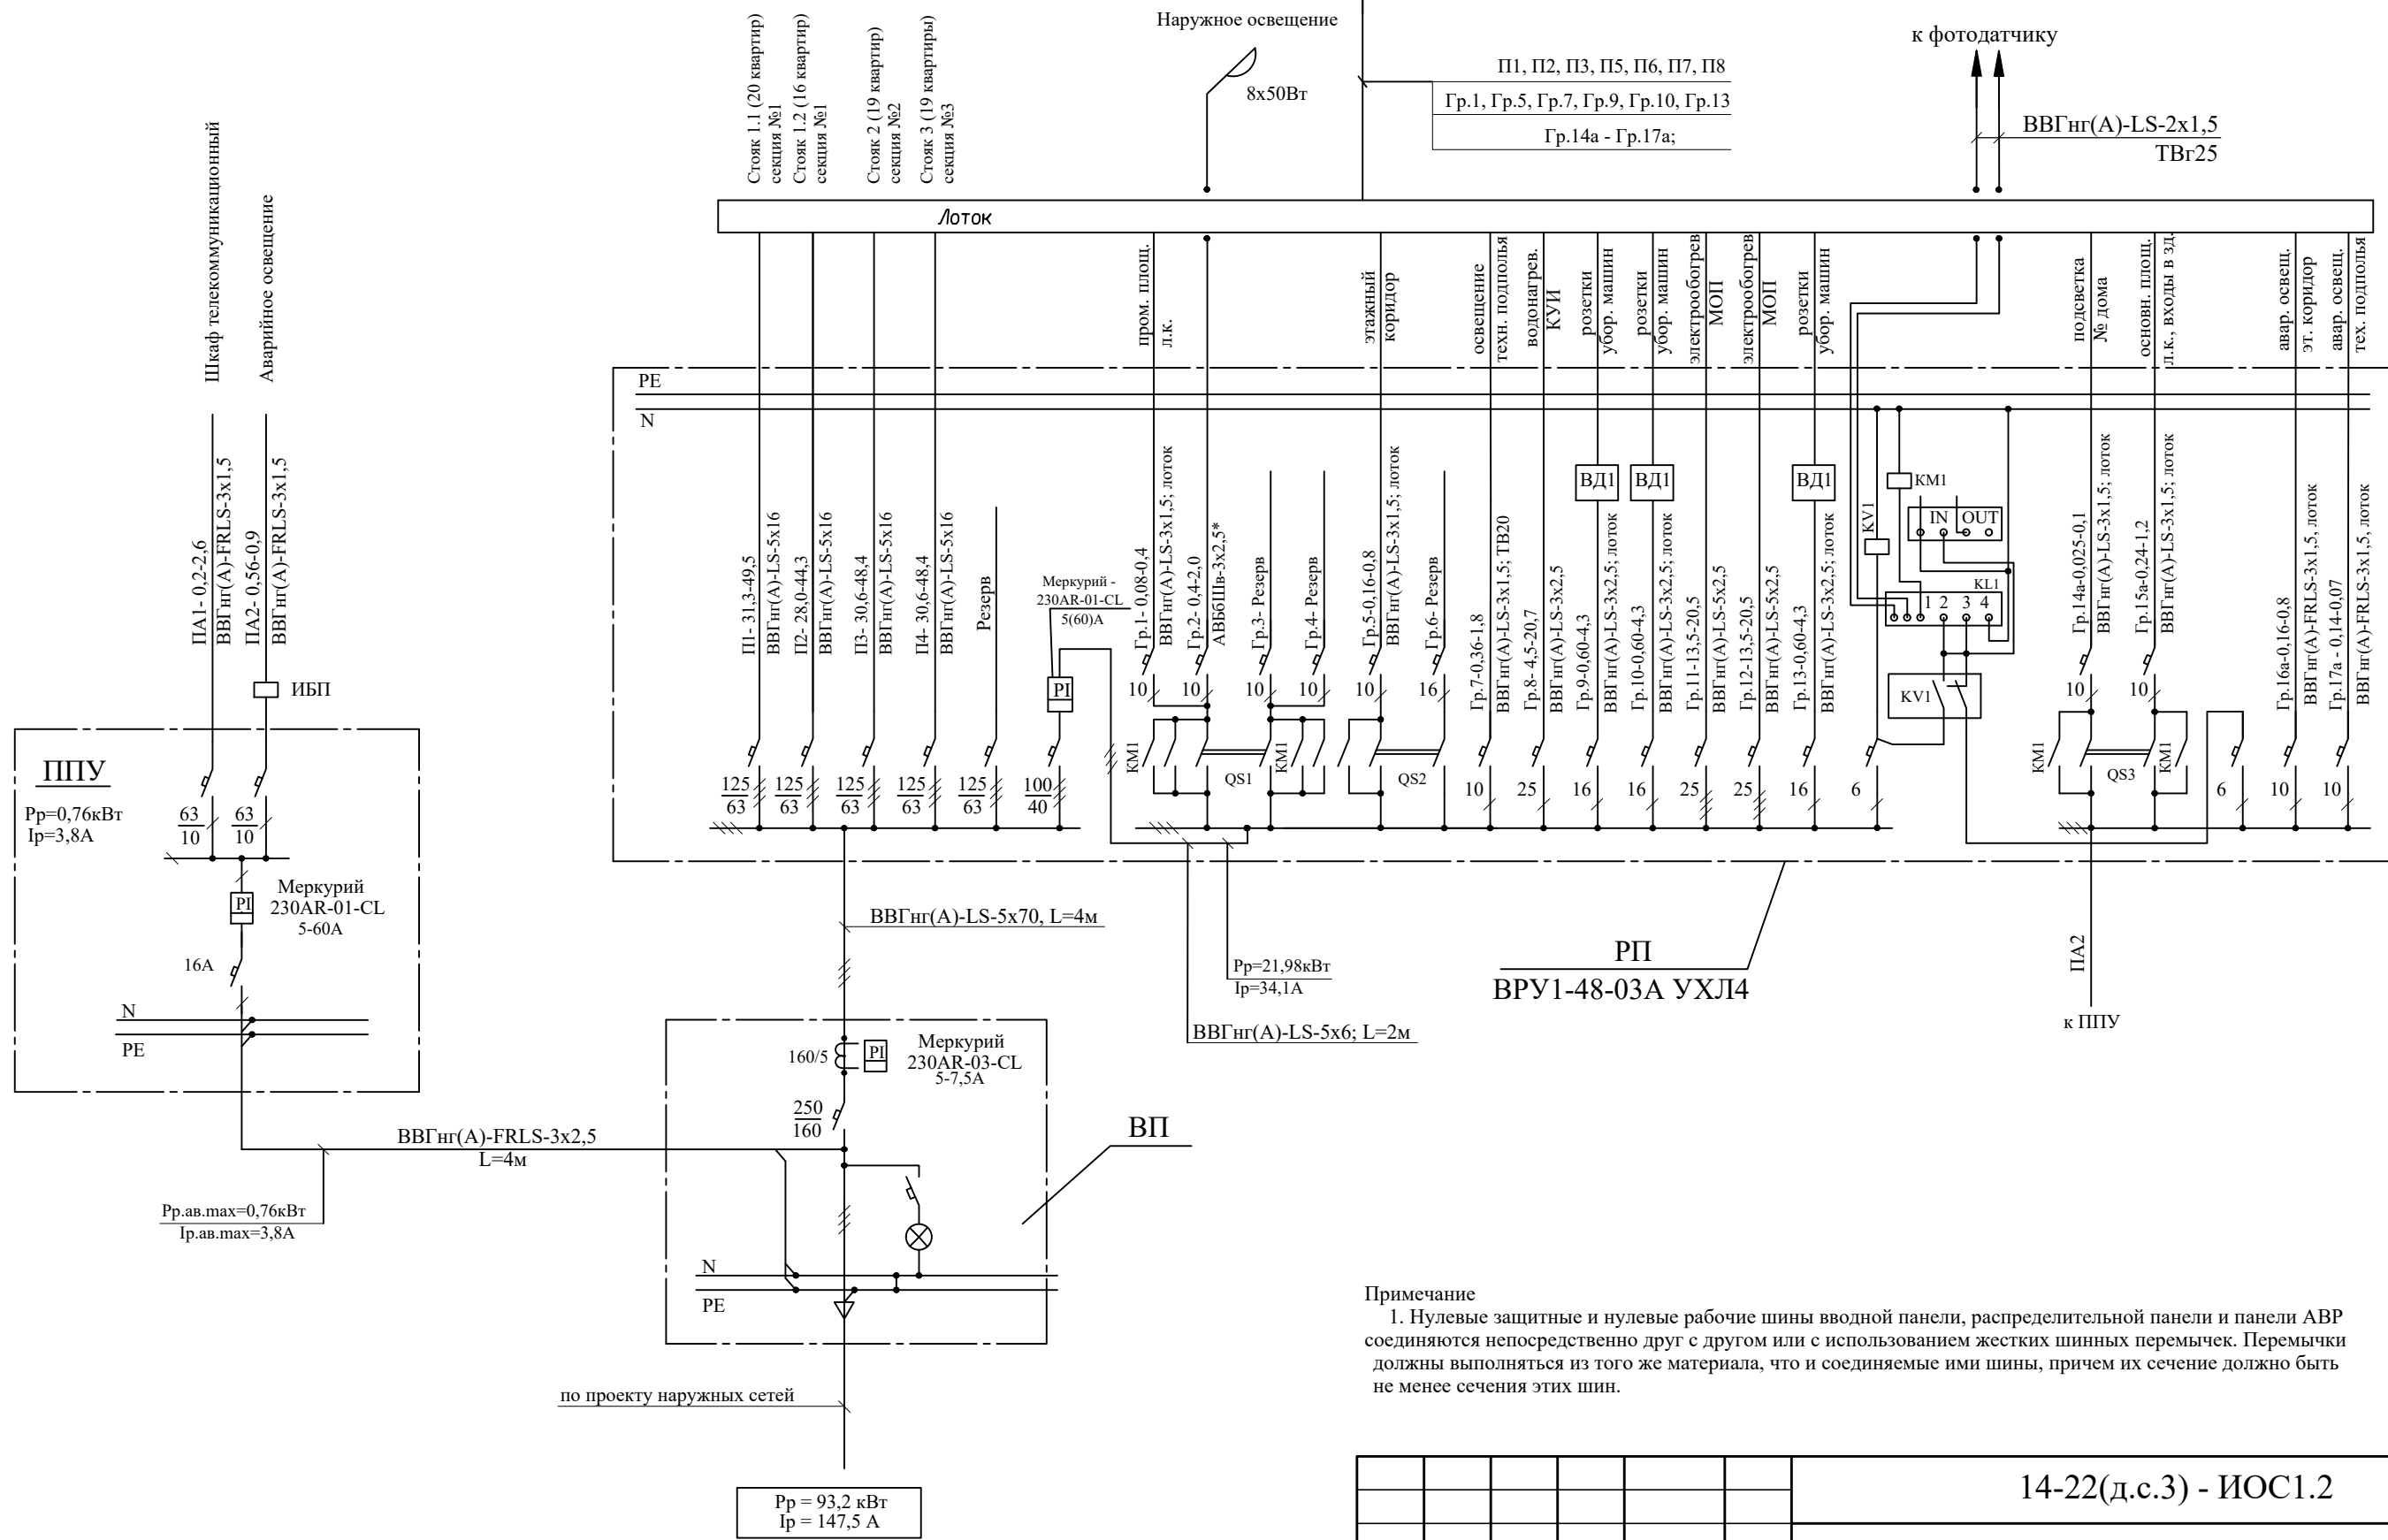 Шкаф телекоммуникационный
Аварийное освещение
ПА1- 0,2-2,6
ВВГнг(А)-FRLS-3х1,5
ПА2- 0,56-0,9
ВВГнг(А)-FRLS-3х1,5
ИБП
ППУ
Рр=0,76кВт
Iр=3,8А
63
10
63
10
PI
Меркурий
230AR-01-CL
5-60А
16А
N
PE
ВВГнг(А)-FRLS-3х2,5
L=4м
Рр.ав.max=0,76кВт
Iр.ав.max=3,8А
Стояк 1.1 (20 квартир)
секция №1
Стояк 1.2 (16 квартир)
секция №1
Стояк 2 (19 квартир)
секция №2
Стояк 3 (19 квартиры)
секция №3
Наружное освещение
8х50Вт
П1, П2, П3, П5, П6, П7, П8
Гр.1, Гр.5, Гр.7, Гр.9, Гр.10, Гр.13
Гр.14а - Гр.17а;
к фотодатчику
ВВГнг(А)-LS-2х1,5
ТВг25
Лоток
пром. площ.
л.к.
этажный
коридор
освещение
техн. подполья
водонагрев.
КУИ
розетки
убор. машин
розетки
убор. машин
электрообогрев
МОП
электрообогрев
МОП
розетки
убор. машин
подсветка
№ дома
основн. площ.
л.к., входы в зд.
авар. освещ.
эт. коридор
авар. освещ.
тех. подполья
PE
N
П1- 31,3-49,5
ВВГнг(А)-LS-5х16
П2- 28,0-44,3
ВВГнг(А)-LS-5х16
П3- 30,6-48,4
ВВГнг(А)-LS-5х16
П4- 30,6-48,4
ВВГнг(А)-LS-5х16
Резерв
Меркурий -
230AR-01-CL
5(60)А
PI
Гр.1- 0,08-0,4
ВВГнг(А)-LS-3х1,5; лоток
Гр.2- 0,4-2,0
АВБбШв-3х2,5*
Гр.3- Резерв
Гр.4- Резерв
Гр.5-0,16-0,8
ВВГнг(А)-LS-3х1,5; лоток
Гр.6- Резерв
Гр.7-0,36-1,8
ВВГнг(А)-LS-3х1,5; ТВ20
Гр.8- 4,5-20,7
ВВГнг(А)-LS-3х2,5
ВД1
Гр.9-0,60-4,3
ВВГнг(А)-LS-3х2,5; лоток
ВД1
Гр.10-0,60-4,3
ВВГнг(А)-LS-3х2,5; лоток
Гр.11-13,5-20,5
ВВГнг(А)-LS-5х2,5
Гр.12-13,5-20,5
ВВГнг(А)-LS-5х2,5
ВД1
Гр.13-0,60-4,3
ВВГнг(А)-LS-3х2,5; лоток
KV1
КМ1
IN OUT
KL1
1 2 3 4
KV1
Гр.14а-0,025-0,1
ВВГнг(А)-LS-3х1,5; лоток
Гр.15а-0,24-1,2
ВВГнг(А)-LS-3х1,5; лоток
Гр.16а-0,16-0,8
ВВГнг(А)-FRLS-3х1,5, лоток
Гр.17а - 0,14-0,07
ВВГнг(А)-FRLS-3х1,5, лоток
10
10
10
10
10
16
10
10
125
63
125
63
125
63
125
63
125
63
100
40
КМ1
QS1
КМ1
QS2
10
25
16
16
25
25
16
6
КМ1
QS3
КМ1
6
10
10
ВВГнг(А)-LS-5х70, L=4м
Рр=21,98кВт
Iр=34,1А
ВВГнг(А)-LS-5х6; L=2м
РП
ВРУ1-48-03А УХЛ4
ПА2
к ППУ
160/5
PI
Меркурий
230AR-03-CL
5-7,5А
250
160
ВП
N
PE
по проекту наружных сетей
Рр = 93,2 кВт
Iр = 147,5 А
Примечание
1. Нулевые защитные и нулевые рабочие шины вводной панели, распределительной панели и панели АВР
соединяются непосредственно друг с другом или с использованием жестких шинных перемычек. Перемычки
должны выполняться из того же материала, что и соединяемые ими шины, причем их сечение должно быть
не менее сечения этих шин.
14-22(д.с.3) - ИОС1.2